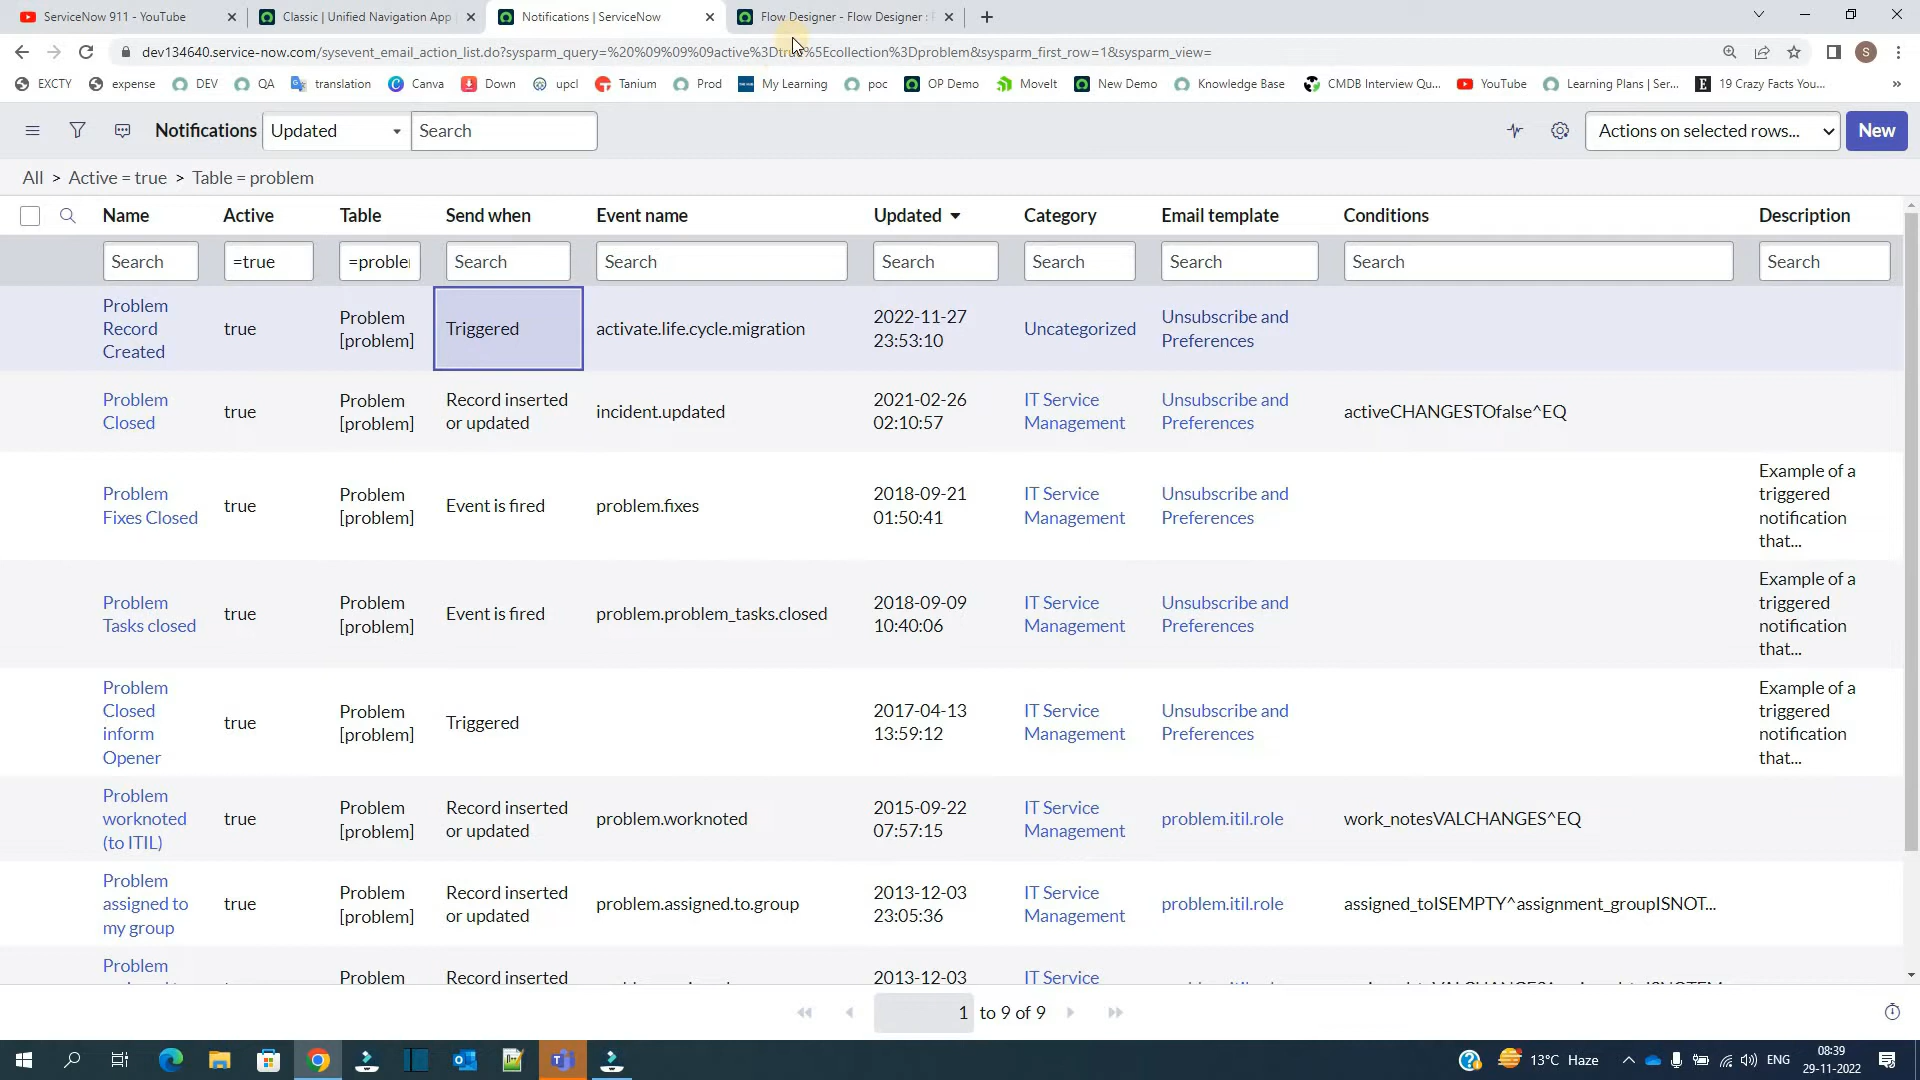 ServiceNow 911 - YouTube
Classic | Unified Navigation App
Notifications | ServiceNow
Flow Designer - Flow Designer :
dev134640.service-now.com/sysevent_email_action_list.do?sysparm_query=%20%09%09%09active%3Dtrue%5Ecollection%3Dproblem&sysparm_first_row=1&sysparm_view=
S
EXCTY expense DEV QA translation Canva Down upcl Tanium Prod My Learning poc OP Demo MoveIt New Demo Knowledge Base CMDB Interview Qu... YouTube Learning Plans | Ser... 19 Crazy Facts You...
Notifications Updated Search Actions on selected rows... New
All > Active = true > Table = problem
Name Active Table Send when Event name Updated Category Email template Conditions Description
Search =true =proble Search Search Search Search Search Search Search
Problem Record Created
true
Problem [problem]
Triggered
activate.life.cycle.migration
2022-11-27 23:53:10
Uncategorized
Unsubscribe and Preferences
Problem Closed
true
Problem [problem]
Record inserted or updated
incident.updated
2021-02-26 02:10:57
IT Service Management
Unsubscribe and Preferences
activeCHANGESTOfalse^EQ
Problem Fixes Closed
true
Problem [problem]
Event is fired
problem.fixes
2018-09-21 01:50:41
IT Service Management
Unsubscribe and Preferences
Example of a triggered notification that...
Problem Tasks closed
true
Problem [problem]
Event is fired
problem.problem_tasks.closed
2018-09-09 10:40:06
IT Service Management
Unsubscribe and Preferences
Example of a triggered notification that...
Problem Closed inform Opener
true
Problem [problem]
Triggered
2017-04-13 13:59:12
IT Service Management
Unsubscribe and Preferences
Example of a triggered notification that...
Problem worknoted (to ITIL)
true
Problem [problem]
Record inserted or updated
problem.worknoted
2015-09-22 07:57:15
IT Service Management
problem.itil.role
work_notesVALCHANGES^EQ
Problem assigned to my group
true
Problem [problem]
Record inserted or updated
problem.assigned.to.group
2013-12-03 23:05:36
IT Service Management
problem.itil.role
assigned_toISEMPTY^assignment_groupISNOT...
Problem
Problem
Record inserted
2013-12-03
IT Service
1 to 9 of 9
13°C Haze
ENG
08:39
29-11-2022